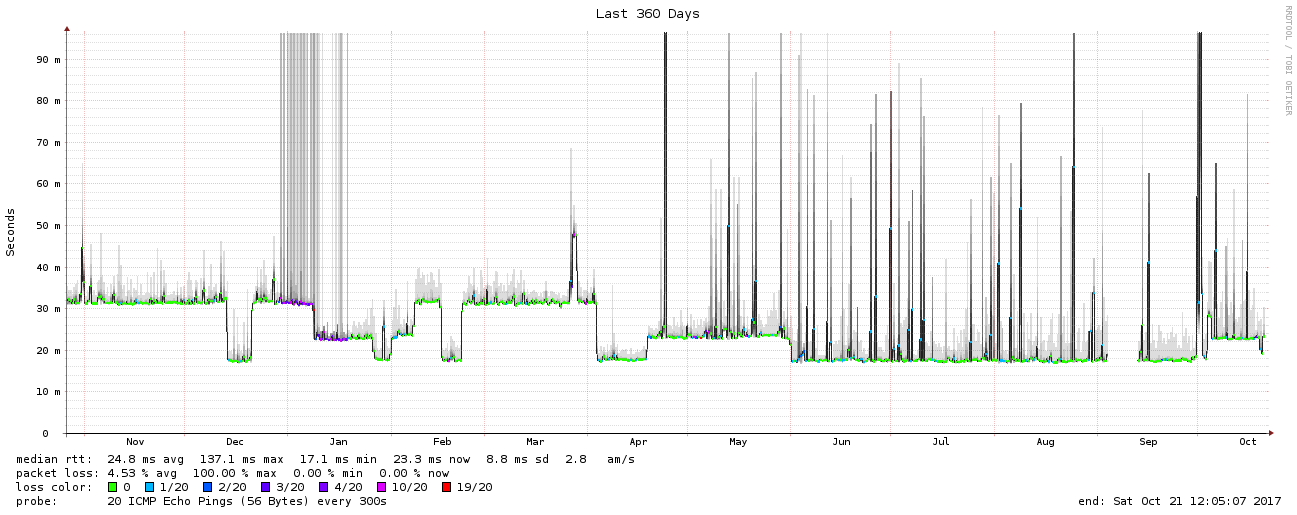 Last 360 Days
RRDTOOL / TOBI OETIKER
Seconds
90 m
80 m
70 m
60 m
50 m
40 m
30 m
20 m
10 m
0
Nov Dec Jan Feb Mar Apr May Jun Jul Aug Sep Oct
median rtt: 24.8 ms avg 137.1 ms max 17.1 ms min 23.3 ms now 8.8 ms sd 2.8 am/s
packet loss: 4.53 % avg 100.00 % max 0.00 % min 0.00 % now
loss color: 0 1/20 2/20 3/20 4/20 10/20 19/20
probe: 20 ICMP Echo Pings (56 Bytes) every 300s end: Sat Oct 21 12:05:07 2017